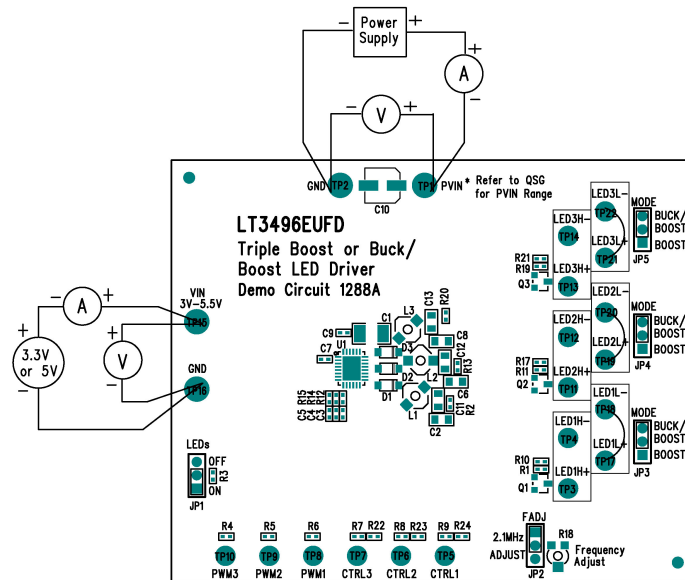 Power
Supply
− +
+
A
−
− V +
GND TP2 TP1 PVIN * Refer to QSG
for PVIN Range
C10
LT3496EUFD
Triple Boost or Buck/
Boost LED Driver
Demo Circuit 1288A
− A +
VIN
3V-5.5V
TP15
+
3.3V
or 5V
−
+
V
−
GND
TP16
LEDs
OFF
ON
R3
JP1
C9
C1
L3
C13
R20
C7
U1
D3
C8
C12
R13
D2
L2
C6
D1
L1
C11
R2
C2
R15
R14
R12
C5
C4
C3
LED3L-
TP22
LED3H-
TP14
LED3L+
TP21
LED3H+
TP13
R21
R19
Q3
MODE
BUCK/
BOOST
BOOST
JP5
LED2L-
TP20
LED2H-
TP12
LED2L+
TP19
LED2H+
TP11
R17
R11
Q2
MODE
BUCK/
BOOST
BOOST
JP4
LED1L-
TP18
LED1H-
TP4
LED1L+
TP17
LED1H+
TP3
R10
R1
Q1
MODE
BUCK/
BOOST
BOOST
JP3
R4 R5 R6 R7 R22 R8 R23 R9 R24
TP10 TP9 TP8 TP7 TP6 TP5
PWM3 PWM2 PWM1 CTRL3 CTRL2 CTRL1
FADJ
2.1MHz
ADJUST
JP2
R18
Frequency
Adjust